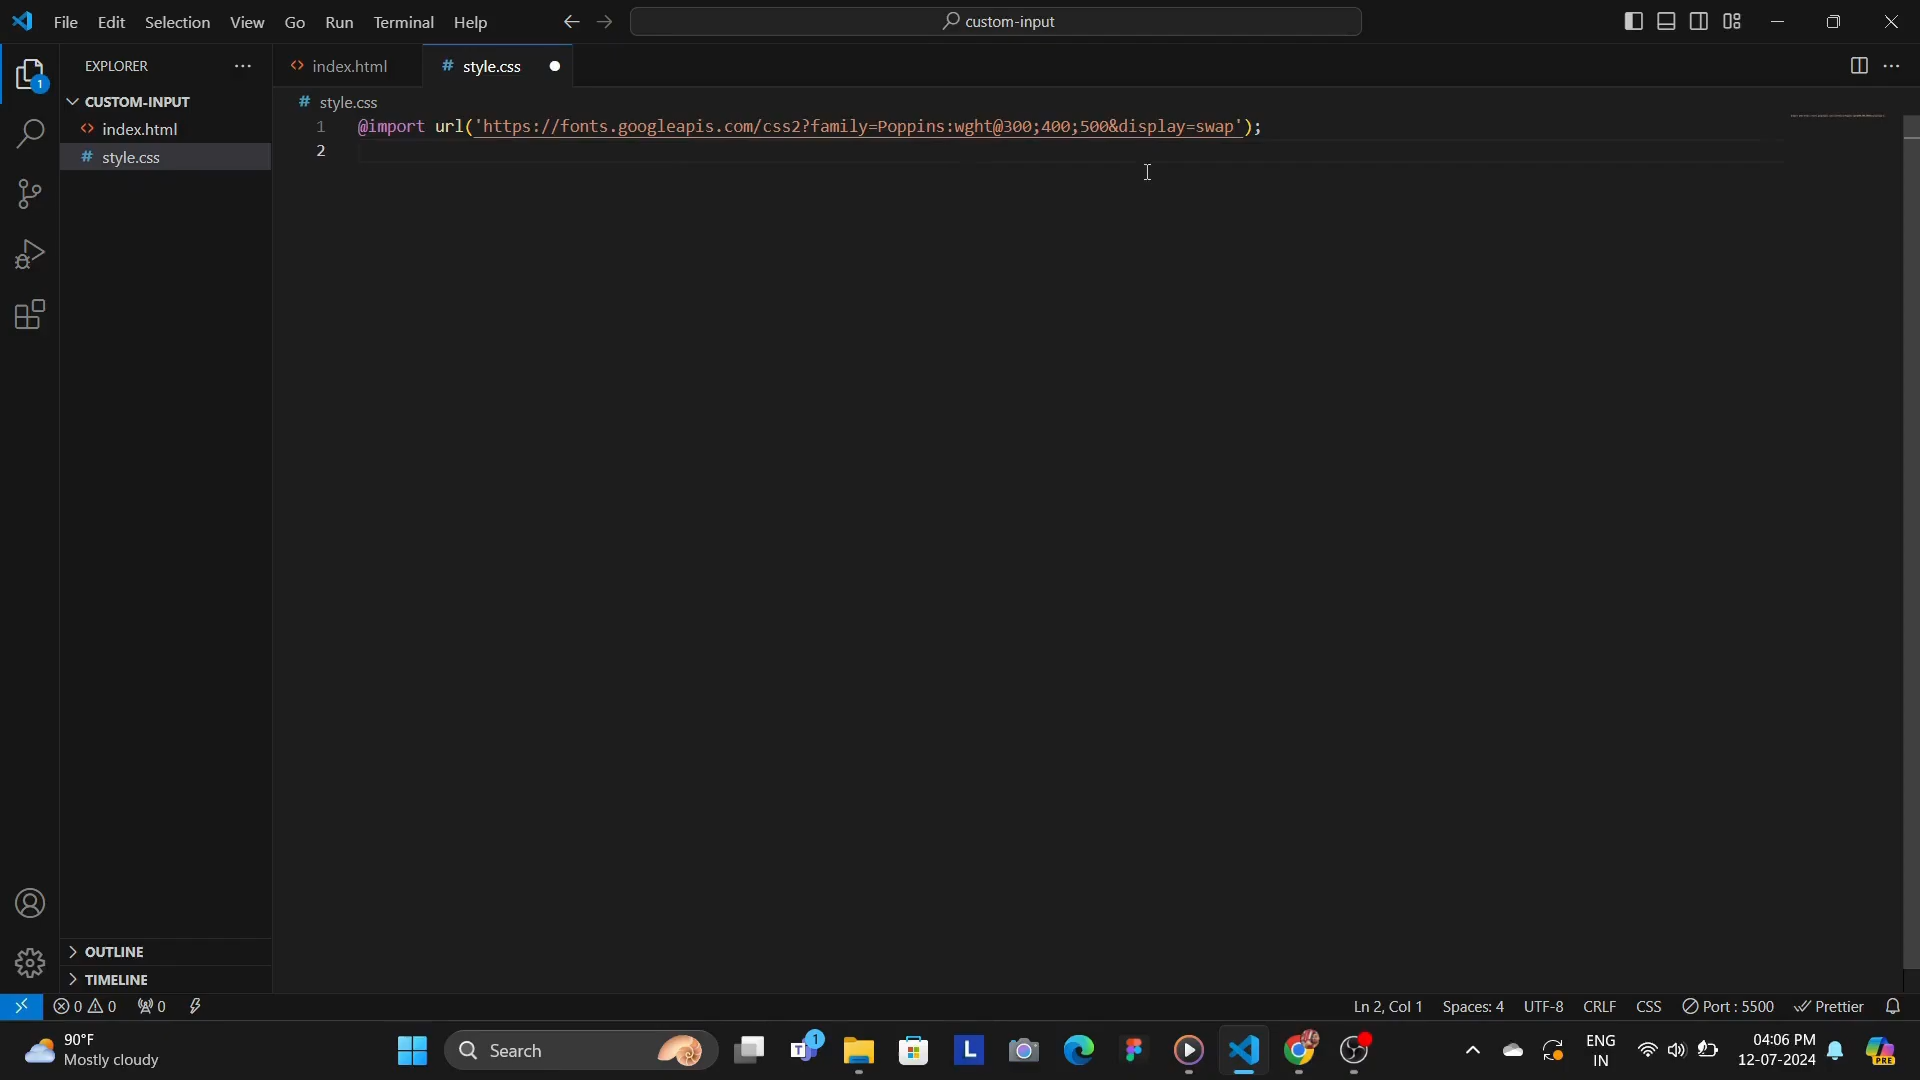 File Edit Selection View Go Run Terminal Help
custom-input
EXPLORER
index.html
style.css
CUSTOM-INPUT
index.html
style.css
style.css
1 @import url('https://fonts.googleapis.com/css2?family=Poppins:wght@300;400;500&display=swap');
2
1
OUTLINE
TIMELINE
0 0 0
Ln 2, Col 1 Spaces: 4 UTF-8 CRLF CSS Port : 5500 Prettier
90°F
Mostly cloudy
Search
1
T
L
ENG
IN
04:06 PM
12-07-2024
PRE